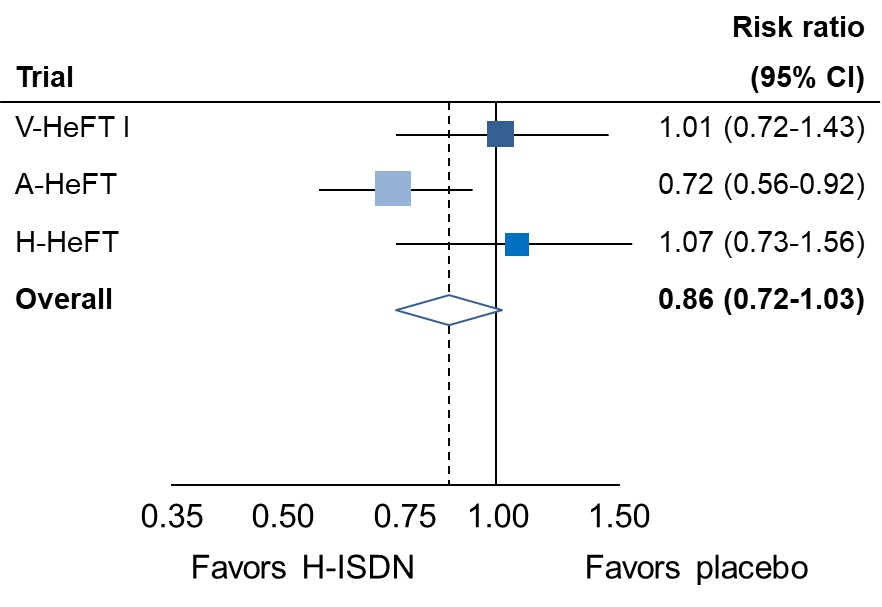 Risk ratio
Trial (95% CI)
V-HeFT I 1.01 (0.72-1.43)
A-HeFT 0.72 (0.56-0.92)
H-HeFT 1.07 (0.73-1.56)
Overall 0.86 (0.72-1.03)
0.35 0.50 0.75 1.00 1.50
Favors H-ISDN Favors placebo